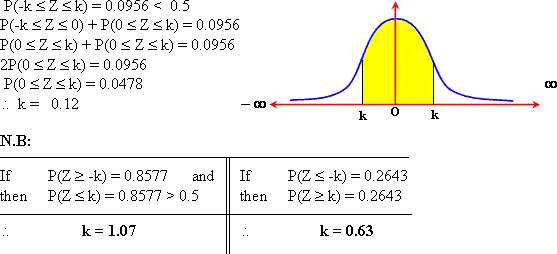 P(-k ≤ Z ≤ k) = 0.0956 < 0.5
P(-k ≤ Z ≤ 0) + P(0 ≤ Z ≤ k) = 0.0956
P(0 ≤ Z ≤ k) + P(0 ≤ Z ≤ k) = 0.0956
2P(0 ≤ Z ≤ k) = 0.0956
P(0 ≤ Z ≤ k) = 0.0478
∴ k = 0.12
– ∞ k O k ∞
N.B:
If P(Z ≥ -k) = 0.8577 and
then P(Z ≤ k) = 0.8577 > 0.5
∴ k = 1.07
If P(Z ≤ -k) = 0.2643
then P(Z ≥ k) = 0.2643
∴ k = 0.63